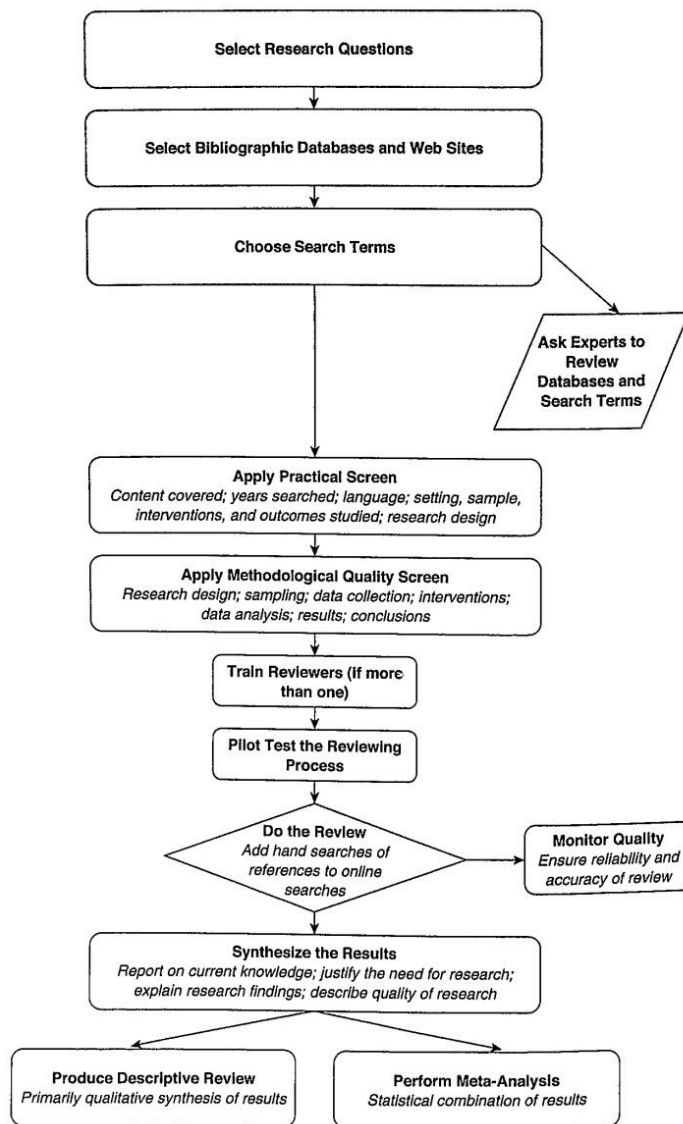 Select Research Questions
Select Bibliographic Databases and Web Sites
Choose Search Terms
Ask Experts to
Review
Databases and
Search Terms
Apply Practical Screen
Content covered; years searched; language; setting, sample,
interventions, and outcomes studied; research design
Apply Methodological Quality Screen
Research design; sampling; data collection; interventions;
data analysis; results; conclusions
Train Reviewers (if more
than one)
Pilot Test the Reviewing
Process
Do the Review
Add hand searches of
references to online
searches
Monitor Quality
Ensure reliability and
accuracy of review
Synthesize the Results
Report on current knowledge; justify the need for research;
explain research findings; describe quality of research
Produce Descriptive Review
Primarily qualitative synthesis of results
Perform Meta-Analysis
Statistical combination of results